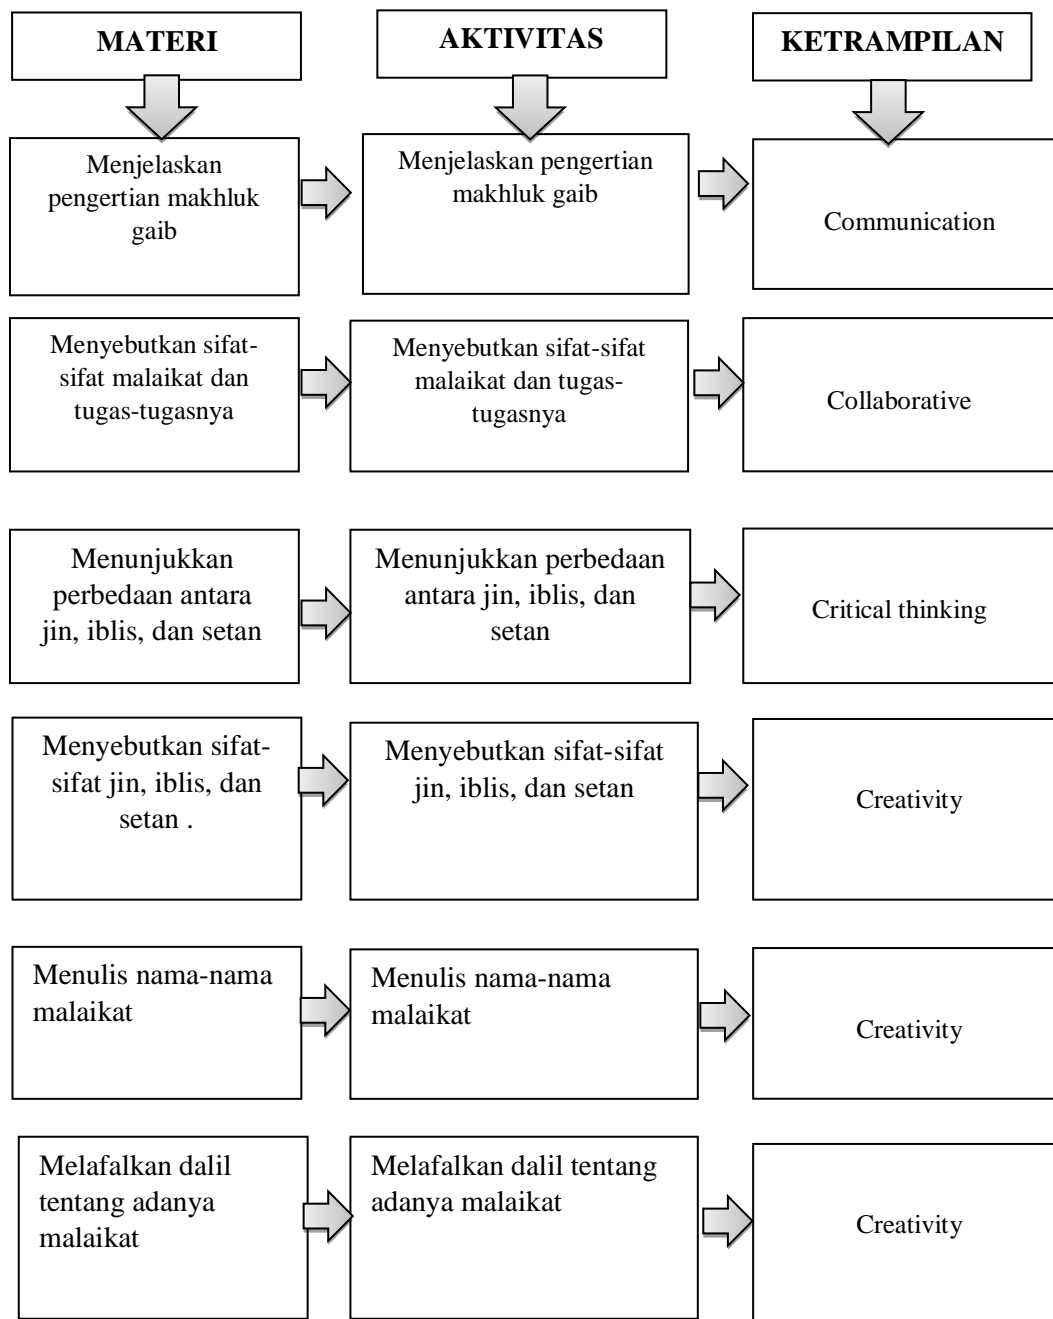 MATERI
AKTIVITAS
KETRAMPILAN
Menjelaskan
pengertian makhluk
gaib
Menjelaskan pengertian
makhluk gaib
Communication
Menyebutkan sifat-
sifat malaikat dan
tugas-tugasnya
Menyebutkan sifat-sifat
malaikat dan tugas-
tugasnya
Collaborative
Menunjukkan
perbedaan antara
jin, iblis, dan setan
Menunjukkan perbedaan
antara jin, iblis, dan
setan
Critical thinking
Menyebutkan sifat-
sifat jin, iblis, dan
setan .
Menyebutkan sifat-sifat
jin, iblis, dan setan
Creativity
Menulis nama-nama
malaikat
Menulis nama-nama
malaikat
Creativity
Melafalkan dalil
tentang adanya
malaikat
Melafalkan dalil tentang
adanya malaikat
Creativity